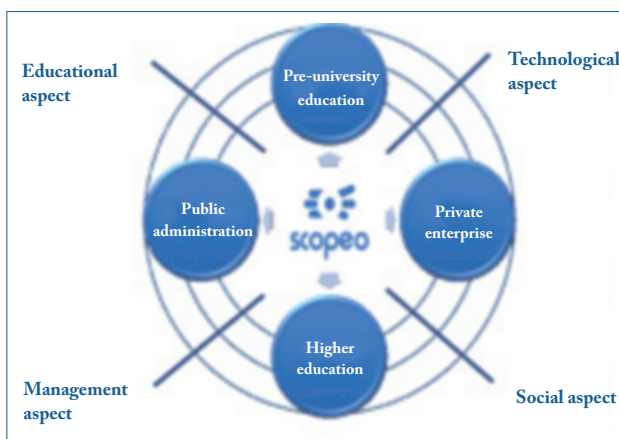 Educational
aspect
Technological
aspect
Pre-university
education
Public
administration
scopeo
Private
enterprise
Higher
education
Management
aspect
Social aspect